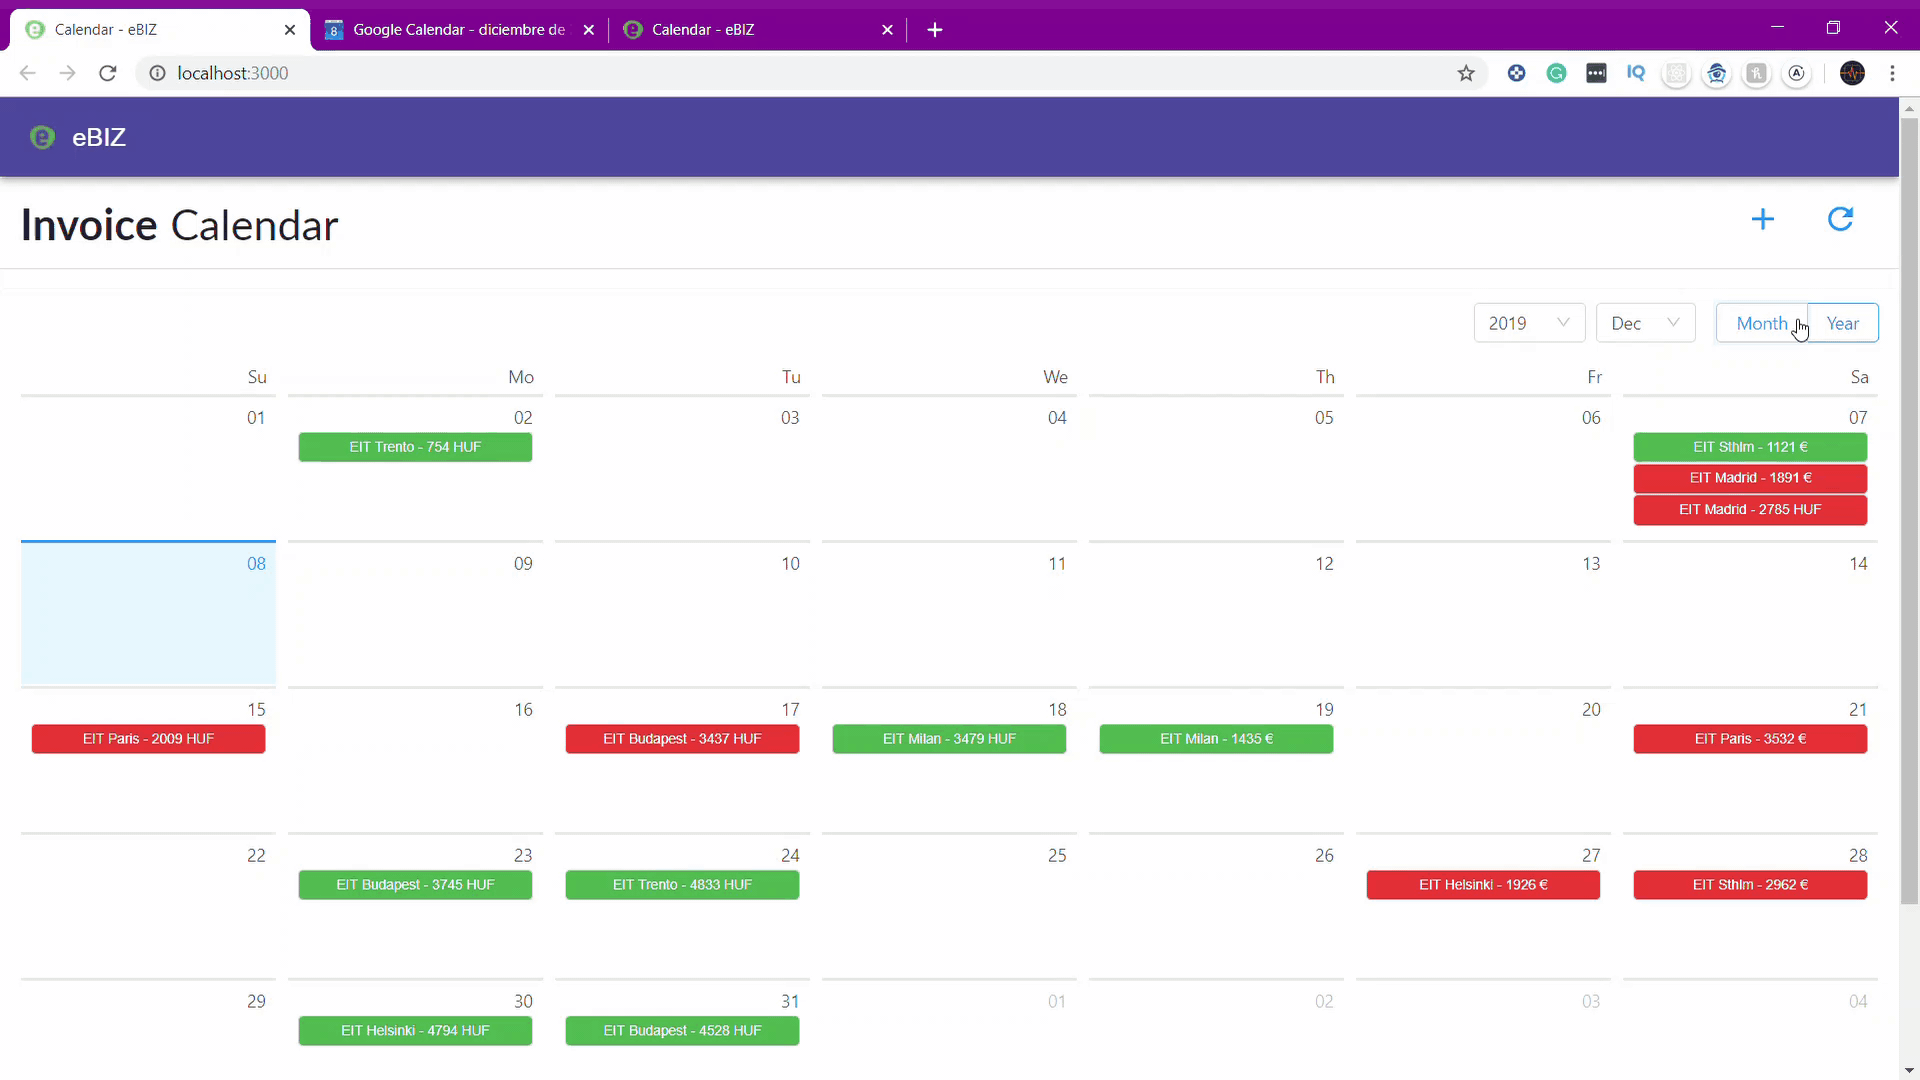 Calendar - eBIZ
Google Calendar - diciembre de
Calendar - eBIZ
localhost:3000
IQ
eBIZ
Invoice Calendar
2019 Dec Month Year
Su Mo Tu We Th Fr Sa
01 02 03 04 05 06 07
EIT Trento - 754 HUF
EIT Sthlm - 1121 €
EIT Madrid - 1891 €
EIT Madrid - 2785 HUF
08 09 10 11 12 13 14
15 16 17 18 19 20 21
EIT Paris - 2009 HUF
EIT Budapest - 3437 HUF
EIT Milan - 3479 HUF
EIT Milan - 1435 €
EIT Paris - 3532 €
22 23 24 25 26 27 28
EIT Budapest - 3745 HUF
EIT Trento - 4833 HUF
EIT Helsinki - 1926 €
EIT Sthlm - 2962 €
29 30 31 01 02 03 04
EIT Helsinki - 4794 HUF
EIT Budapest - 4528 HUF